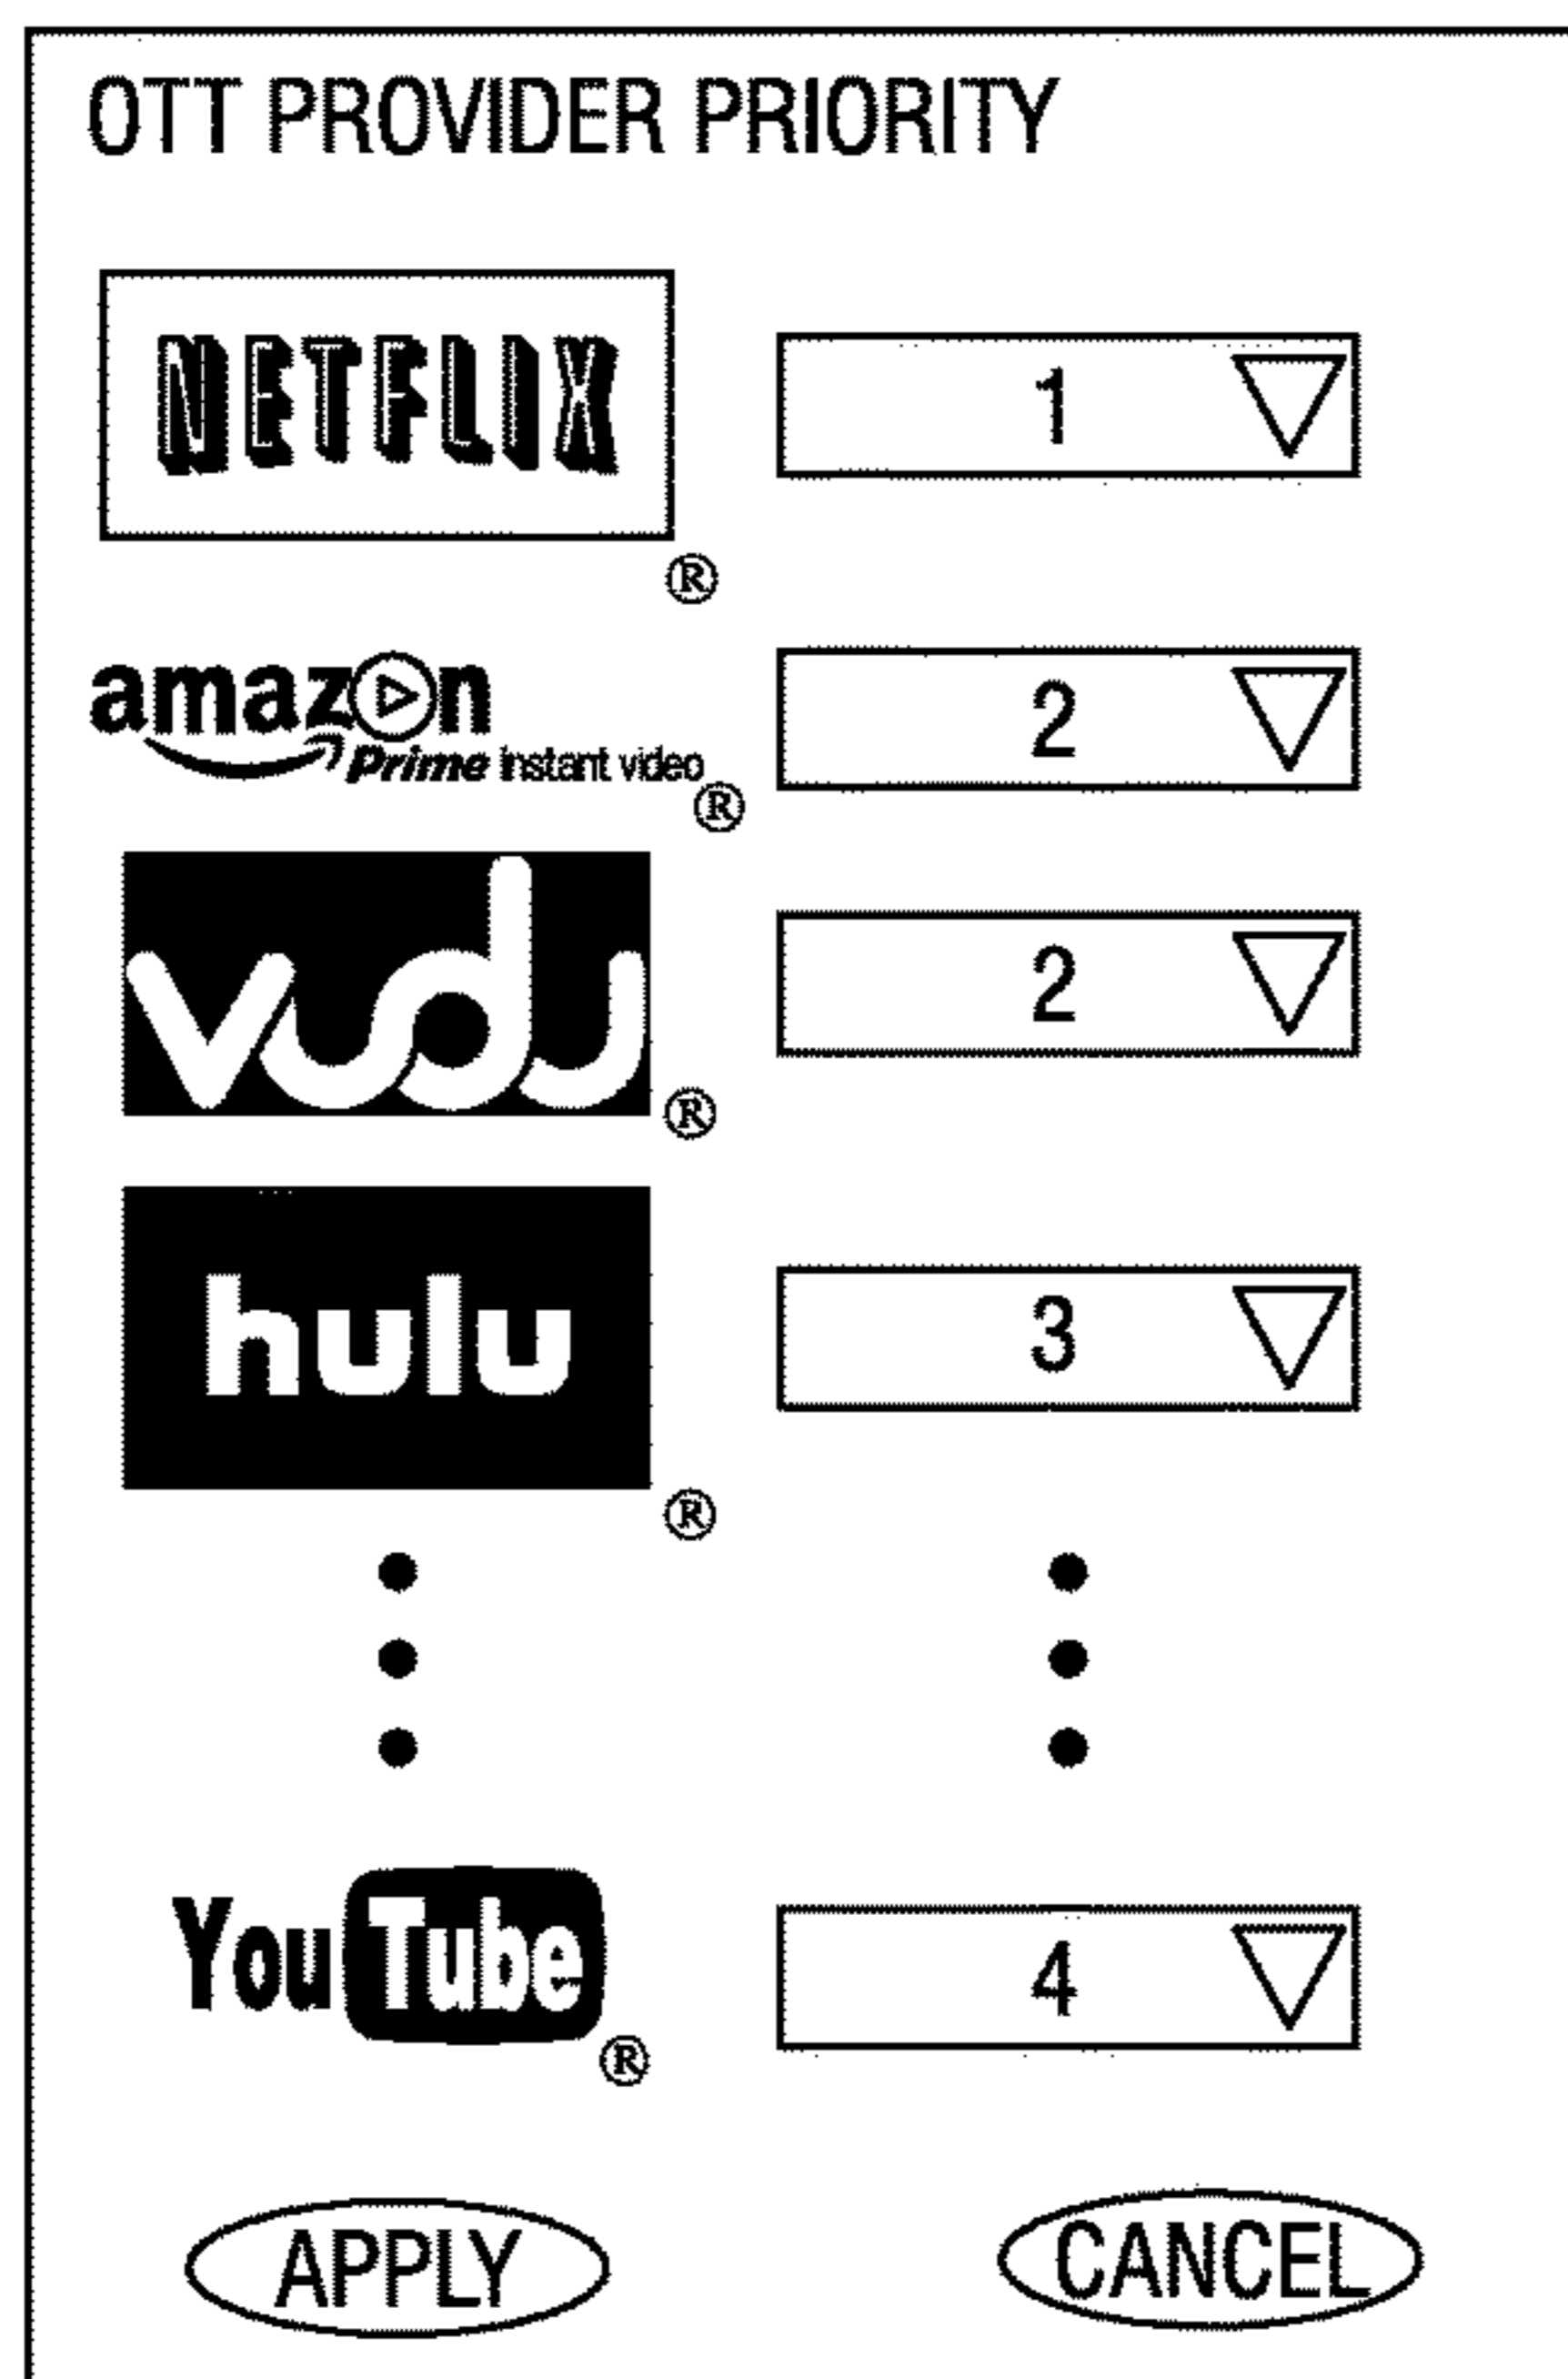 OTT PROVIDER PRIORITY
NETFLIX 1
®
amazon 2
Prime instant video
®
vudu 2
®
hulu 3
®
YouTube 4
®
APPLY CANCEL